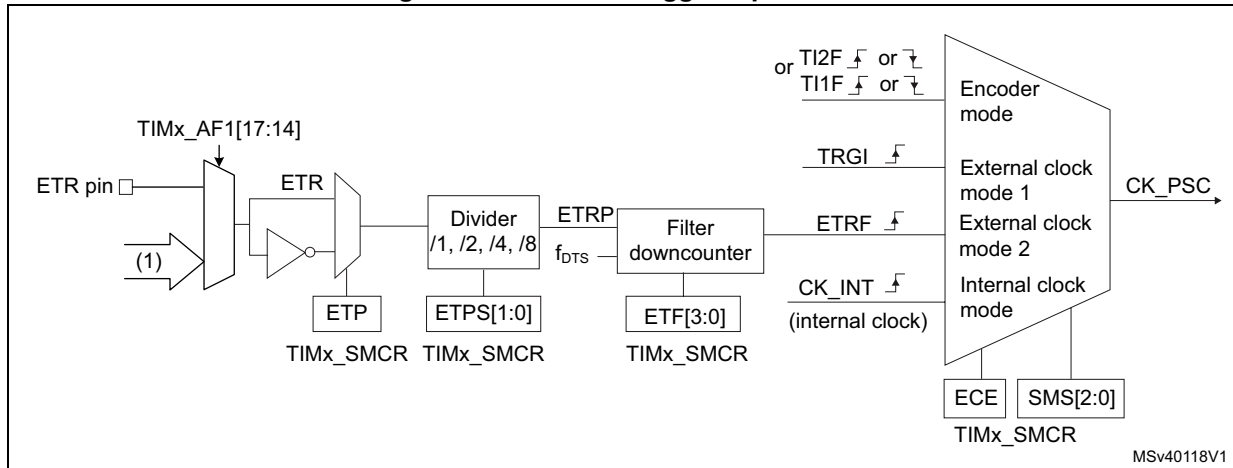 or TI2F or
TI1F or
Encoder
mode
TIMx_AF1[17:14]
TRGI
ETR pin
ETR
External clock
mode 1
CK_PSC
Divider
/1, /2, /4, /8
ETRP
fDTS
Filter
downcounter
ETRF
External clock
mode 2
(1)
CK_INT
(internal clock)
Internal clock
mode
ETP
ETPS[1:0]
ETF[3:0]
TIMx_SMCR
TIMx_SMCR
TIMx_SMCR
ECE
SMS[2:0]
TIMx_SMCR
MSv40118V1